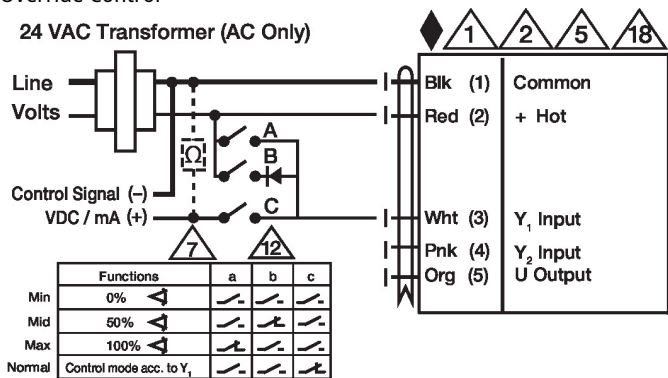 Override Control
24 VAC Transformer (AC Only)
1 2 5 18
Line
Volts
Blk (1) Common
Red (2) + Hot
A
Ω
B
Control Signal (–)
VDC / mA (+)
C
Wht (3) Y1 Input
7
12
Pnk (4) Y2 Input
Org (5) U Output
Functions a b c
Min 0%
Mid 50%
Max 100%
Normal Control mode acc. to Y1